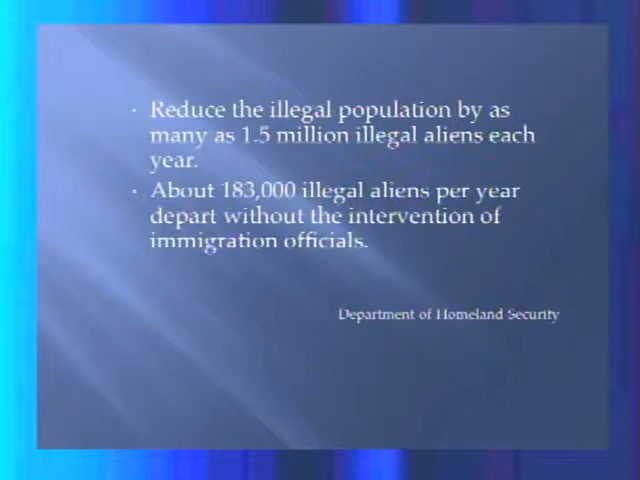 · Reduce the illegal population by as
many as 1.5 million illegal aliens each
year.
· About 183,000 illegal aliens per year
depart without the intervention of
immigration officials.
Department of Homeland Security